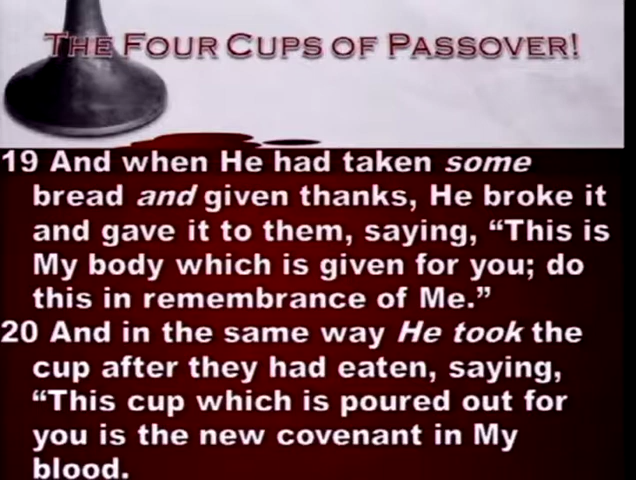 The Four Cups of Passover!
19 And when He had taken some
bread and given thanks, He broke it
and gave it to them, saying, “This is
My body which is given for you; do
this in remembrance of Me.”
20 And in the same way He took the
cup after they had eaten, saying,
“This cup which is poured out for
you is the new covenant in My
blood.